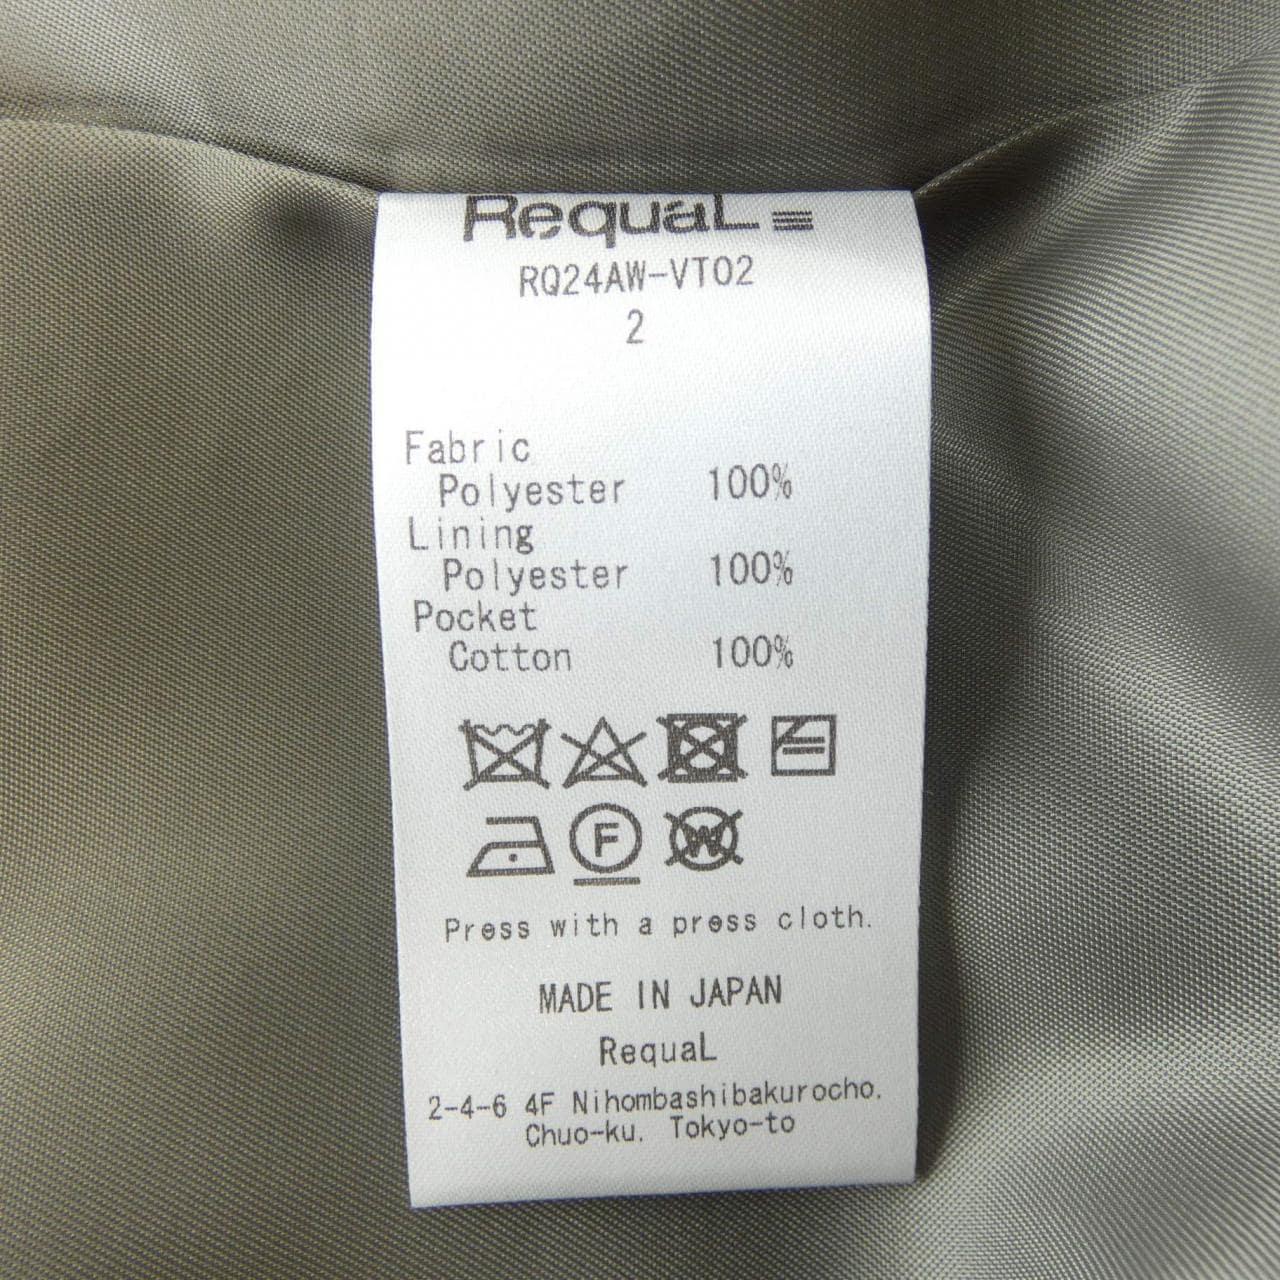 RequaL≡
RQ24AW-VT02
2
Fabric
Polyester 100%
Lining
Polyester 100%
Pocket
Cotton 100%
F W
Press with a press cloth.
MADE IN JAPAN
RequaL
2-4-6 4F Nihombashibakurocho.
Chuo-ku. Tokyo-to